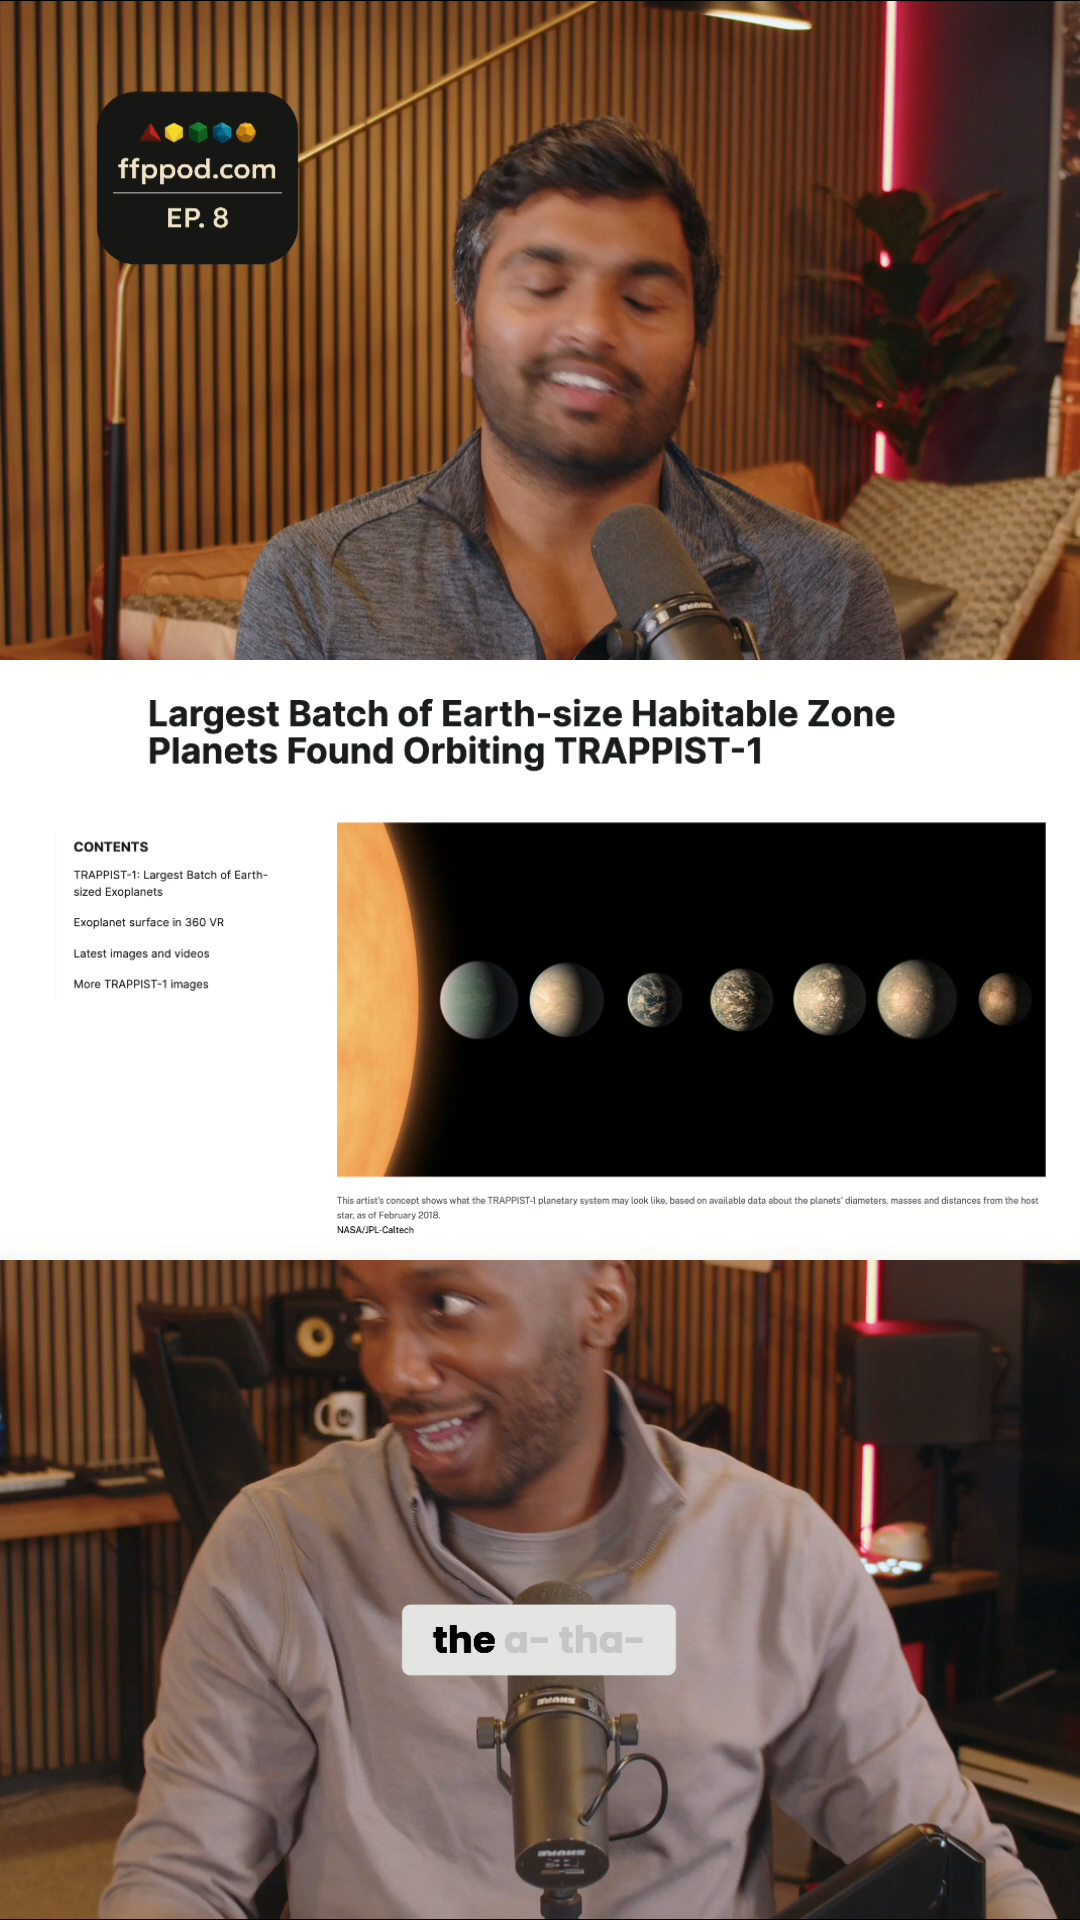 ffppod.com
EP. 8
Largest Batch of Earth-size Habitable Zone
Planets Found Orbiting TRAPPIST-1
CONTENTS
TRAPPIST-1: Largest Batch of Earth-
sized Exoplanets
Exoplanet surface in 360 VR
Latest images and videos
More TRAPPIST-1 images
This artist's concept shows what the TRAPPIST-1 planetary system may look like, based on available data about the planets' diameters, masses and distances from the host
star, as of February 2018.
NASA/JPL-Caltech
the a- tha-
SHURE
SHURE
SHURE